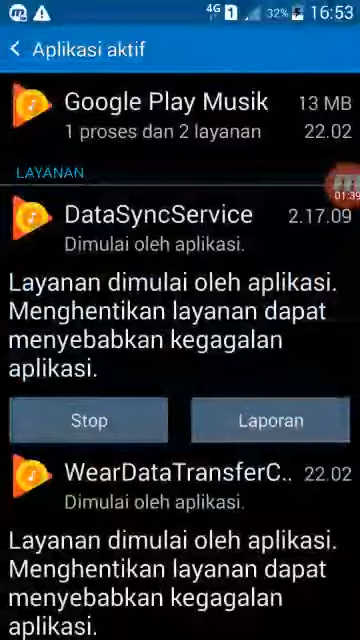 4G 1 32% 16:53
Aplikasi aktif
Google Play Musik 13 MB
1 proses dan 2 layanan 22.02
LAYANAN
01:39
DataSyncService 2.17.09
Dimulai oleh aplikasi.
Layanan dimulai oleh aplikasi.
Menghentikan layanan dapat
menyebabkan kegagalan
aplikasi.
Stop Laporan
WearDataTransferC.. 22.02
Dimulai oleh aplikasi.
Layanan dimulai oleh aplikasi.
Menghentikan layanan dapat
menyebabkan kegagalan
aplikasi.